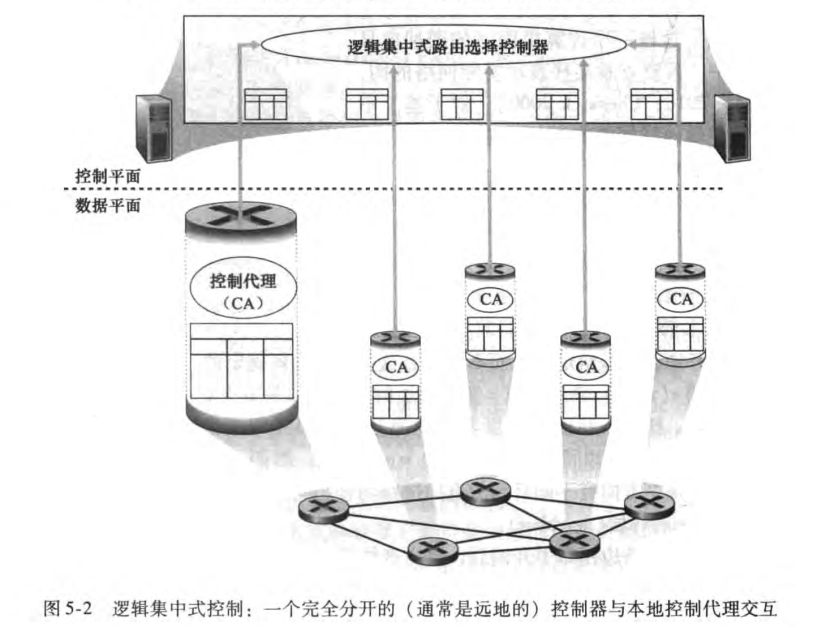 逻辑集中式路由选择控制器
控制平面
数据平面
控制代理
（CA）
CA
CA
CA
CA
图 5-2 逻辑集中式控制：一个完全分开的（通常是远地的）控制器与本地控制代理交互